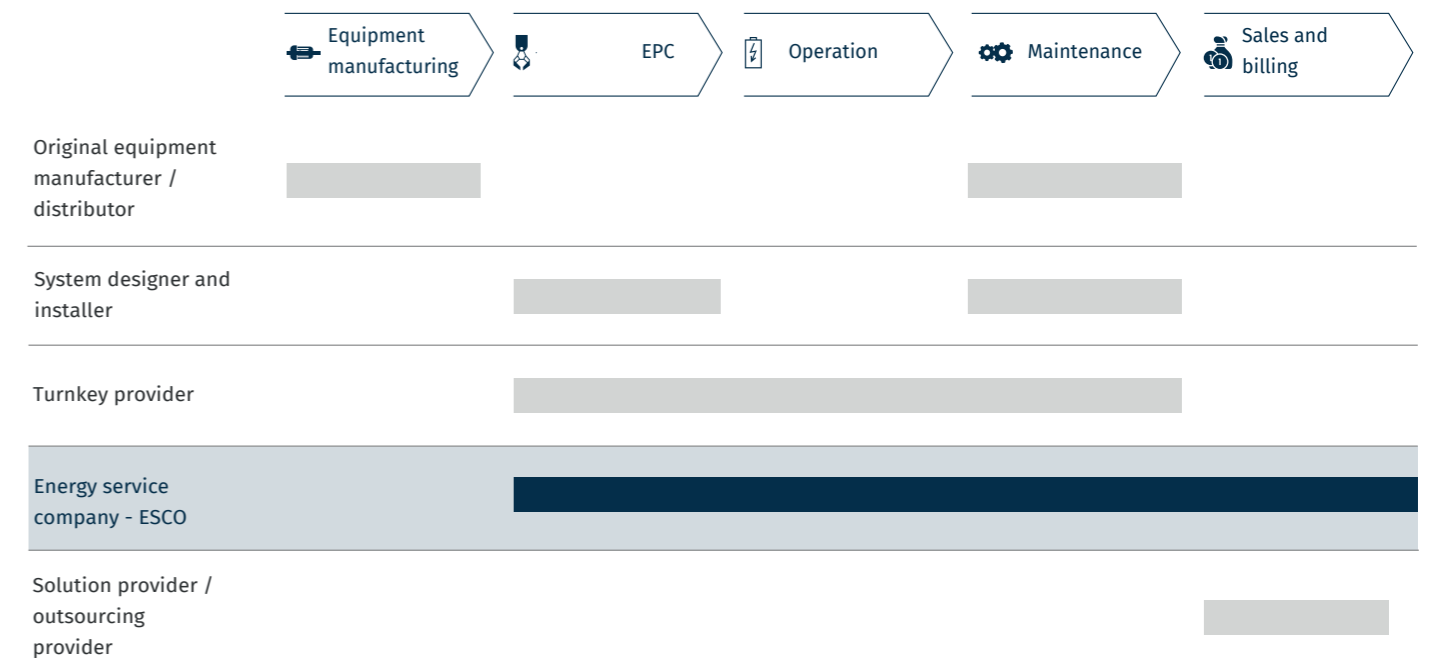 Equipment
manufacturing
EPC
Operation
Maintenance
Sales and
billing
Original equipment
manufacturer /
distributor
System designer and
installer
Turnkey provider
Energy service
company - ESCO
Solution provider /
outsourcing
provider